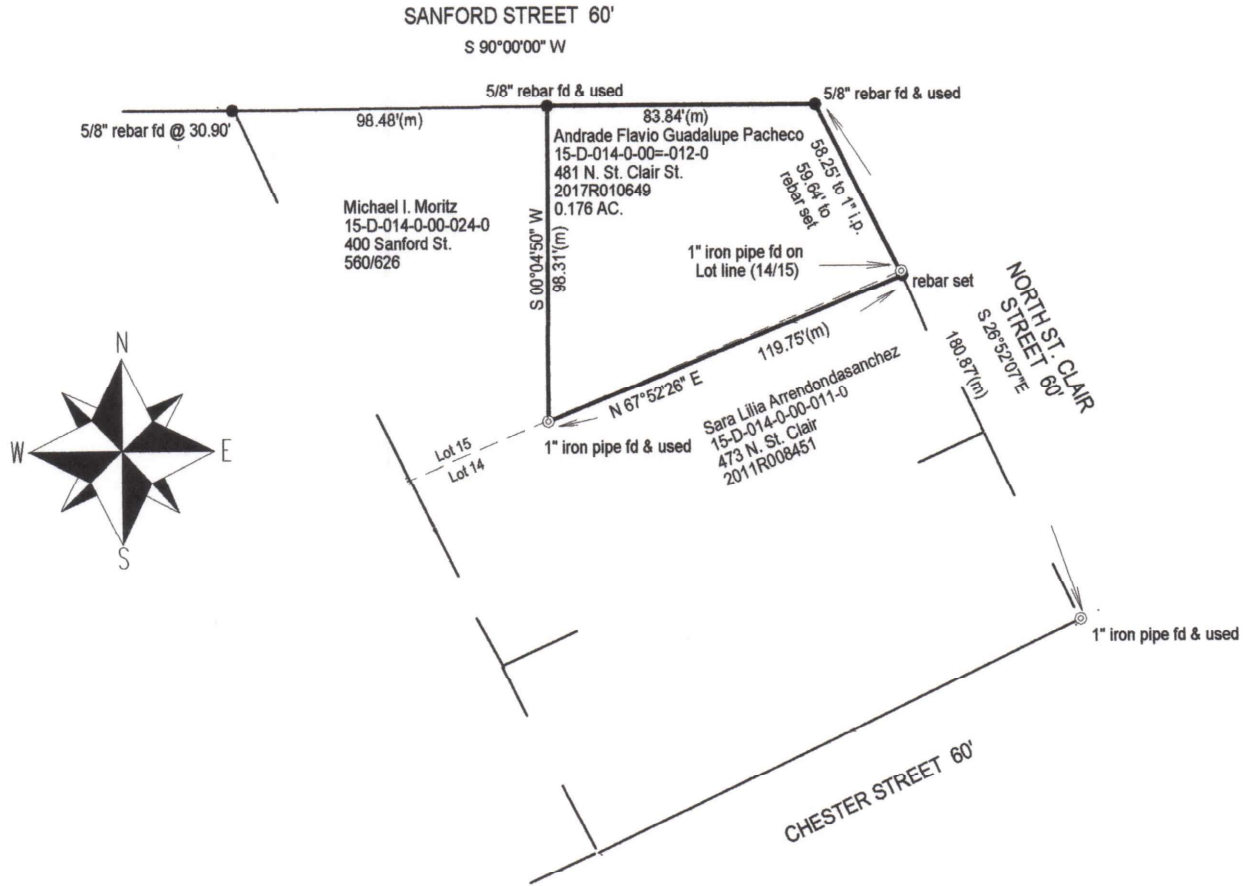 SANFORD STREET 60'
S 90°00'00" W
5/8" rebar fd & used
5/8" rebar fd & used
5/8" rebar fd @ 30.90'
98.48'(m)
83.84'(m)
Andrade Flavio Guadalupe Pacheco
15-D-014-0-00=-012-0
481 N. St. Clair St.
2017R010649
0.176 AC.
58.25' to 1" i.p.
59.64' to
rebar set
Michael I. Moritz
15-D-014-0-00-024-0
400 Sanford St.
560/626
S 00°04'50" W
98.31'(m)
1" iron pipe fd on
Lot line (14/15)
rebar set
NORTH ST. CLAIR
STREET 60'
S 26°52'07"E
180.87'(m)
119.75'(m)
N 67°52'26" E
Sara Lilia Arrendondasanchez
15-D-014-0-00-011-0
473 N. St. Clair
2011R008451
1" iron pipe fd & used
Lot 15
Lot 14
N
W
E
S
1" iron pipe fd & used
CHESTER STREET 60'